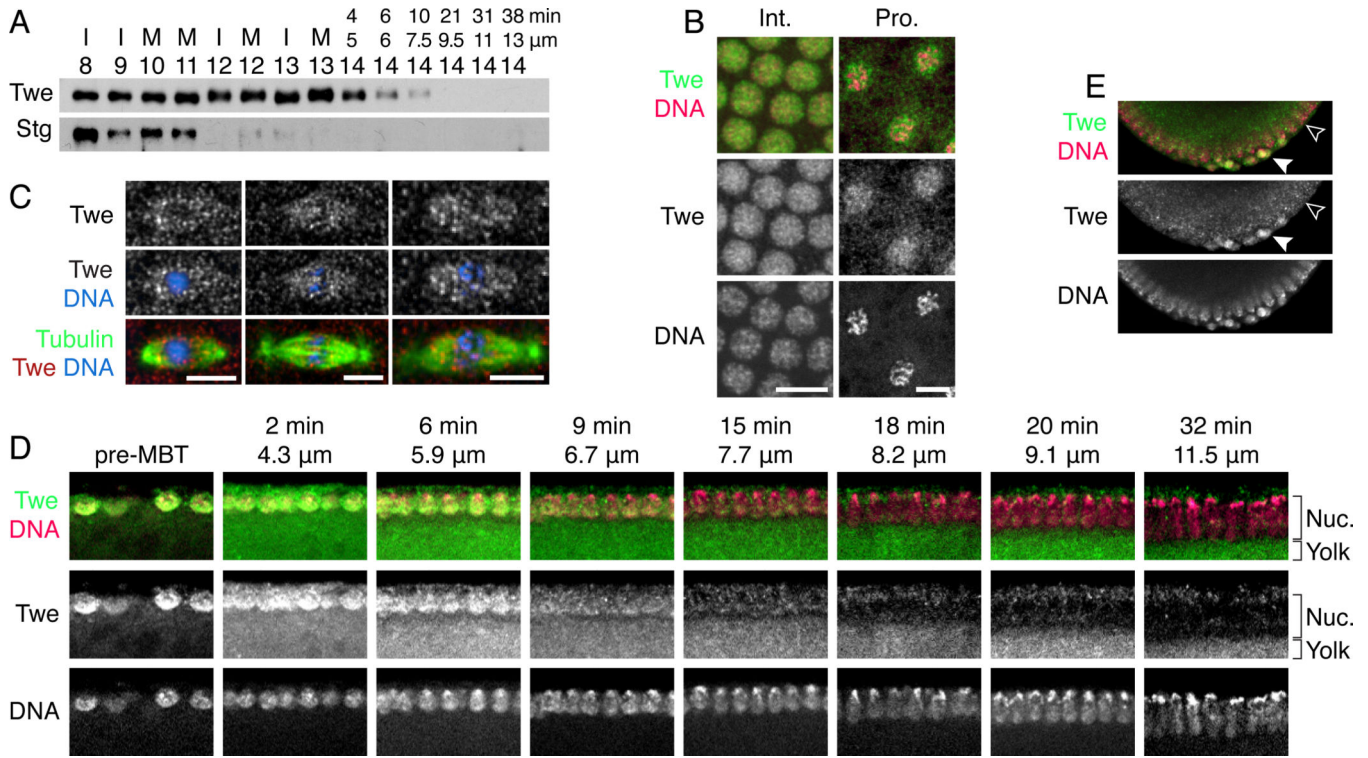 A
4 6 10 21 31 38 min
I I M M I M I M 5 6 7.5 9.5 11 13 µm
8 9 10 11 12 12 13 13 14 14 14 14 14 14
Twe
Stg
B
Int. Pro.
Twe
DNA
Twe
DNA
C
Twe
Twe
DNA
Tubulin
Twe DNA
E
Twe
DNA
Twe
DNA
D
2 min 6 min 9 min 15 min 18 min 20 min 32 min
pre-MBT 4.3 µm 5.9 µm 6.7 µm 7.7 µm 8.2 µm 9.1 µm 11.5 µm
Twe
DNA
Nuc.
Yolk
Twe
Nuc.
Yolk
DNA